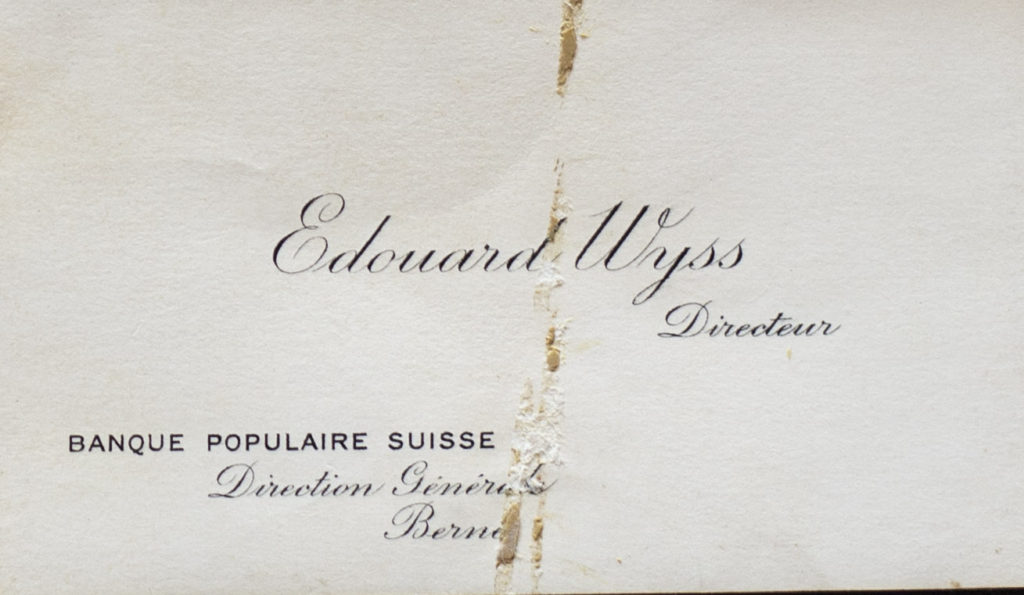 Edouard Wyss
Directeur
BANQUE POPULAIRE SUISSE
Direction Générale
Berne